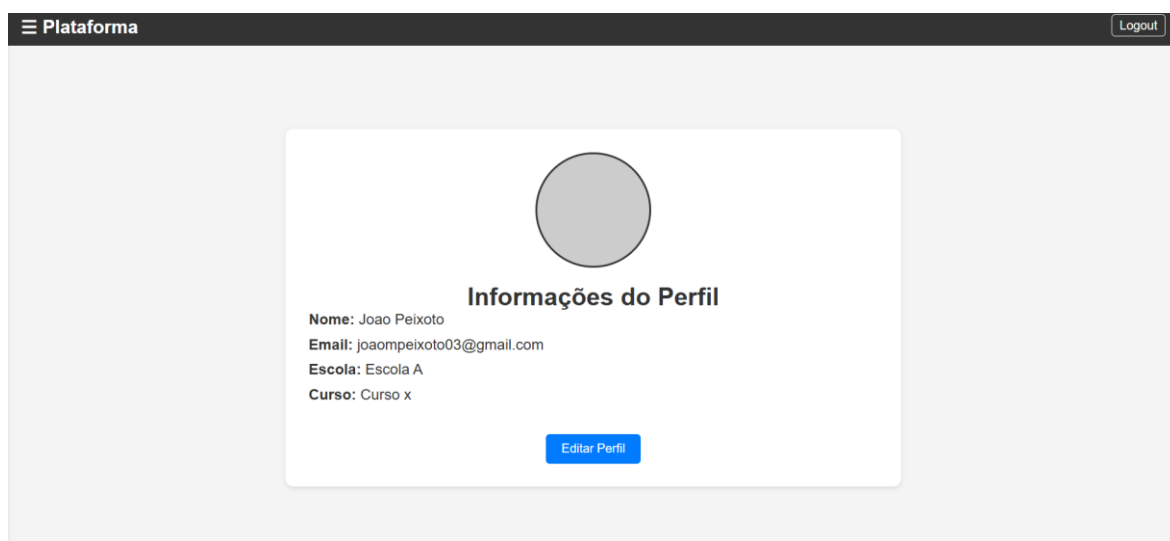 ☰ Plataforma
Logout
Informações do Perfil
Nome: Joao Peixoto
Email: joaompeixoto03@gmail.com
Escola: Escola A
Curso: Curso x
Editar Perfil